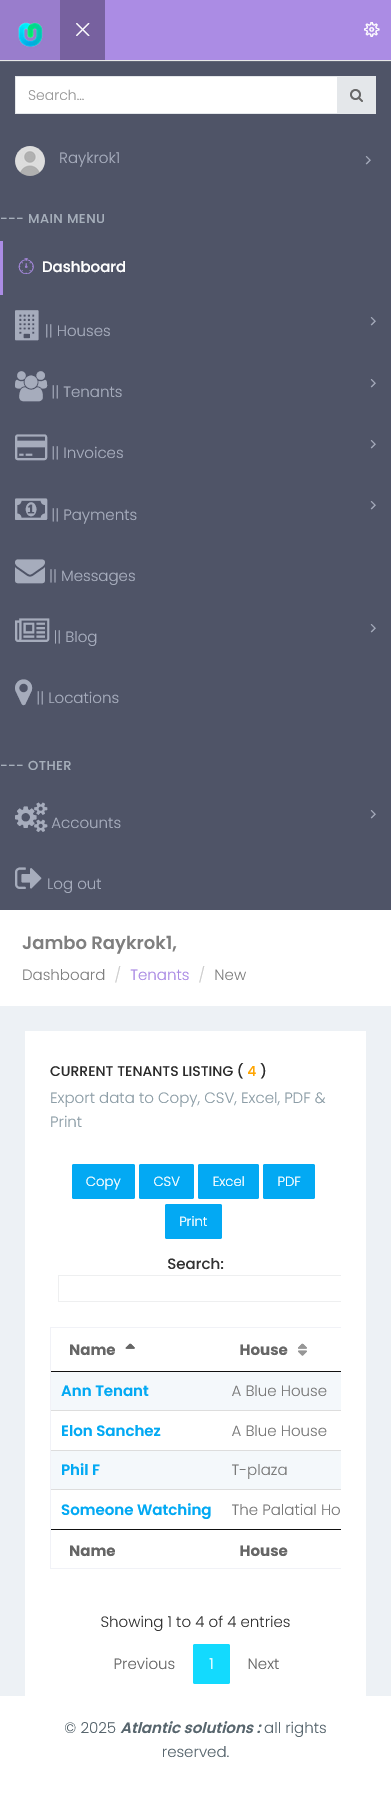 Search...
Raykrok1
--- MAIN MENU
Dashboard
|| Houses
|| Tenants
|| Invoices
|| Payments
|| Messages
|| Blog
|| Locations
--- OTHER
Accounts
Log out
Jambo Raykrok1,
Dashboard / Tenants / New
CURRENT TENANTS LISTING ( 4 )
Export data to Copy, CSV, Excel, PDF &
Print
Copy CSV Excel PDF
Print
Search:
Name House
Ann Tenant A Blue House
Elon Sanchez A Blue House
Phil F T-plaza
Someone Watching The Palatial Ho
Name House
Showing 1 to 4 of 4 entries
Previous 1 Next
© 2025 Atlantic solutions : all rights
reserved.